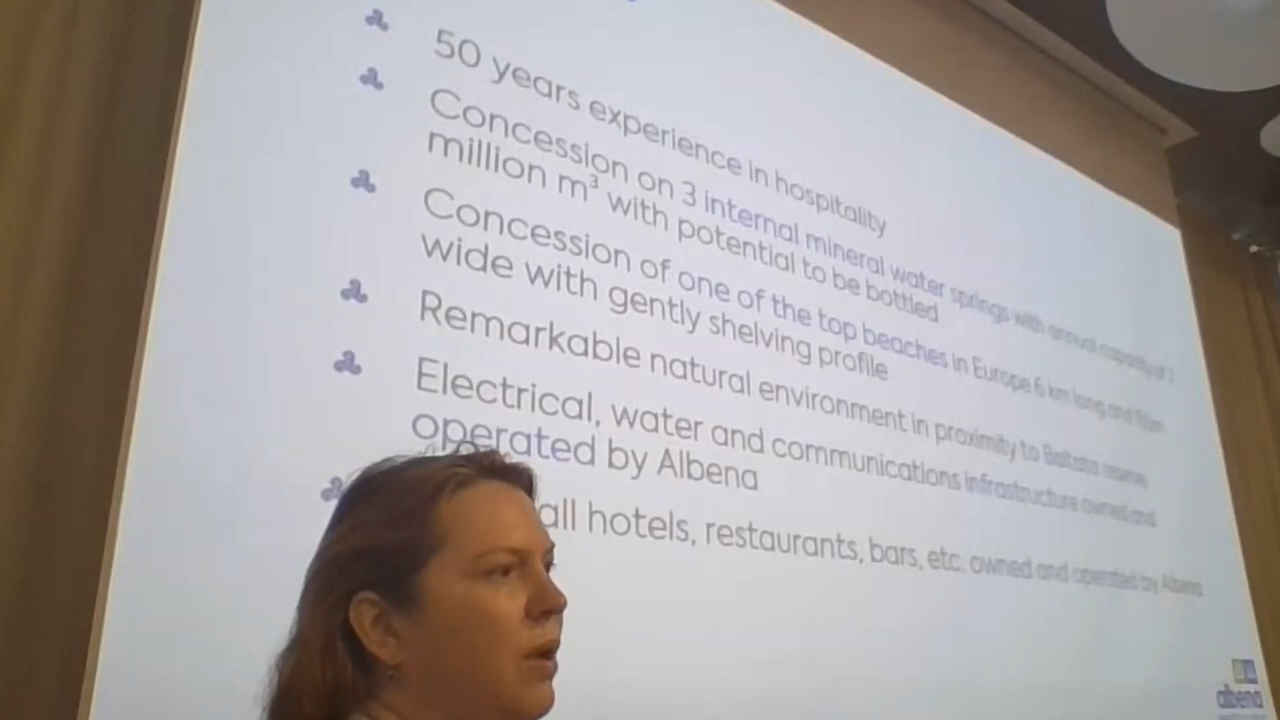 50 years experience in hospitality
Concession on 3 internal mineral water springs with annual capacity of 2
million m³ with potential to be bottled
Concession of one of the top beaches in Europe 6 km long and
wide with gently shelving profile
Remarkable natural environment in proximity to Baltata reserve
Electrical, water and communications infrastructure owned and
operated by Albena
all hotels, restaurants, bars, etc. owned and operated by Albena
albena